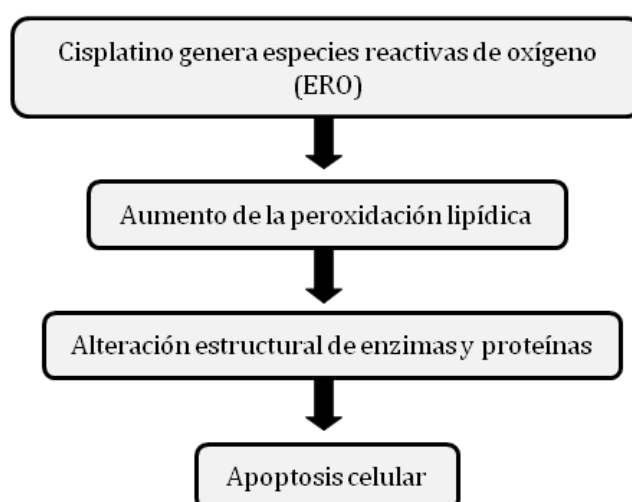 Cisplatino genera especies reactivas de oxígeno
(ERO)
Aumento de la peroxidación lipídica
Alteración estructural de enzimas y proteínas
Apoptosis celular